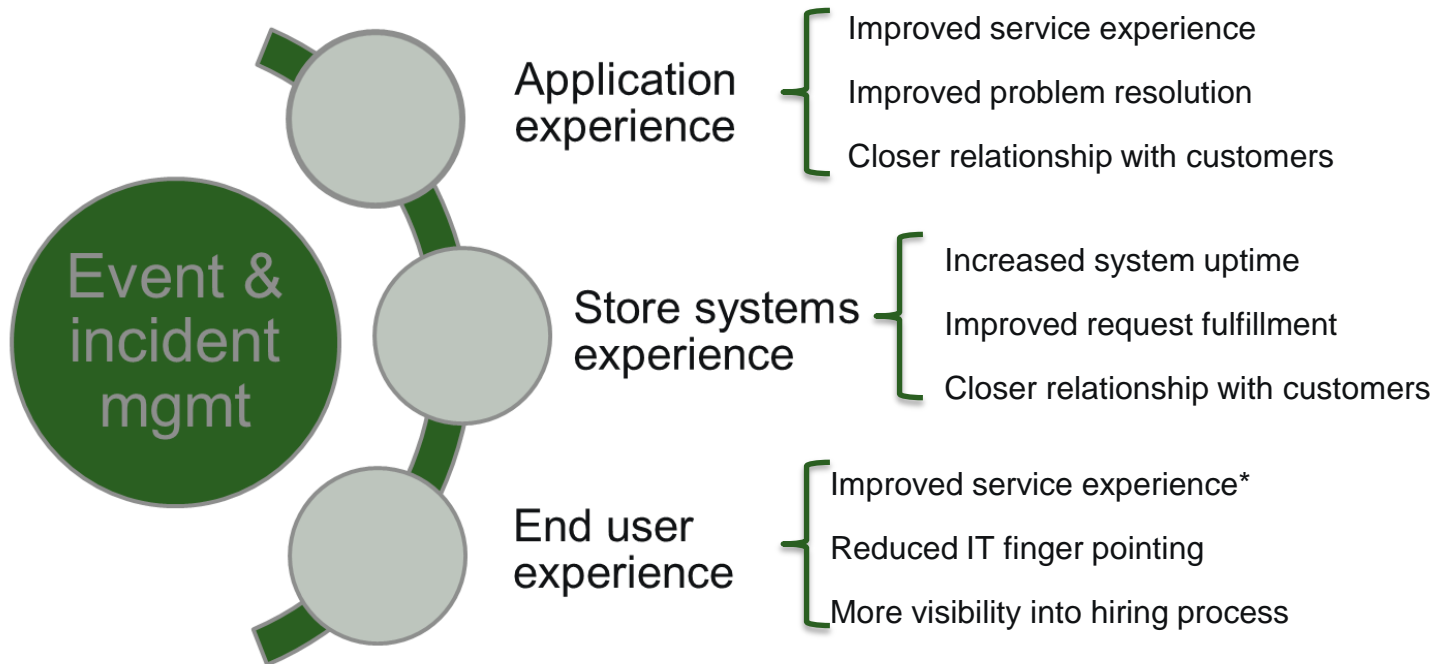 Event &
incident
mgmt
Application
experience
Improved service experience
Improved problem resolution
Closer relationship with customers
Store systems
experience
Increased system uptime
Improved request fulfillment
Closer relationship with customers
End user
experience
Improved service experience*
Reduced IT finger pointing
More visibility into hiring process